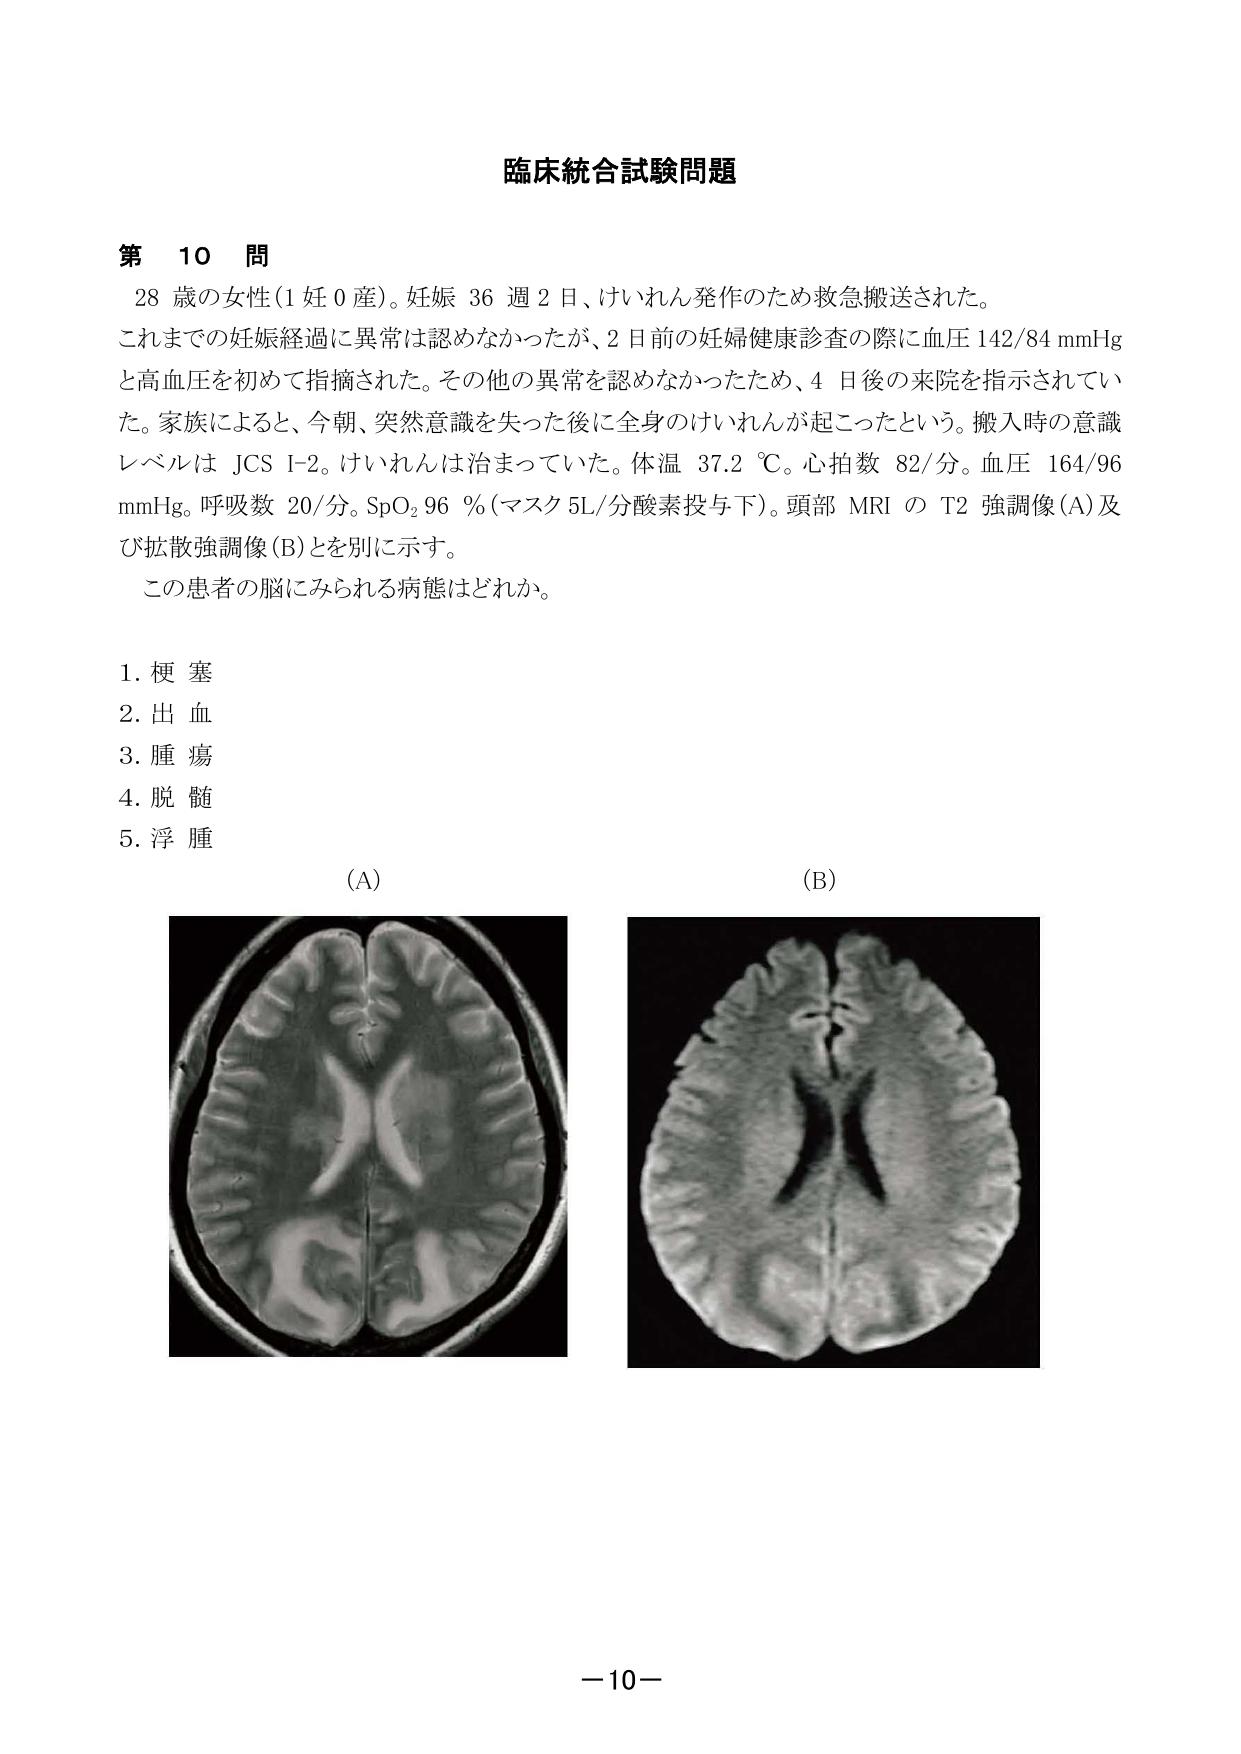 臨床統合試験問題
第 10 問
28 歳の女性(1妊0産)。妊娠 36 週2日、けいれん発作のため救急搬送された。
これまでの妊娠経過に異常は認めなかったが、2日前の妊婦健康診査の際に血圧142/84 mmHg
と高血圧を初めて指摘された。その他の異常を認めなかったため、4 日後の来院を指示されてい
た。家族によると、今朝、突然意識を失った後に全身のけいれんが起こったという。搬入時の意識
レベルは JCS I-2。けいれんは治まっていた。体温 37.2 ℃。心拍数 82/分。血圧 164/96
mmHg。呼吸数 20/分。SpO₂ 96 %(マスク5L/分酸素投与下)。頭部 MRI の T2 強調像(A)及
び拡散強調像(B)とを別に示す。
この患者の脳にみられる病態はどれか。
1. 梗 塞
2. 出 血
3. 腫 瘍
4. 脱 髄
5. 浮 腫
(A) (B)
―10―